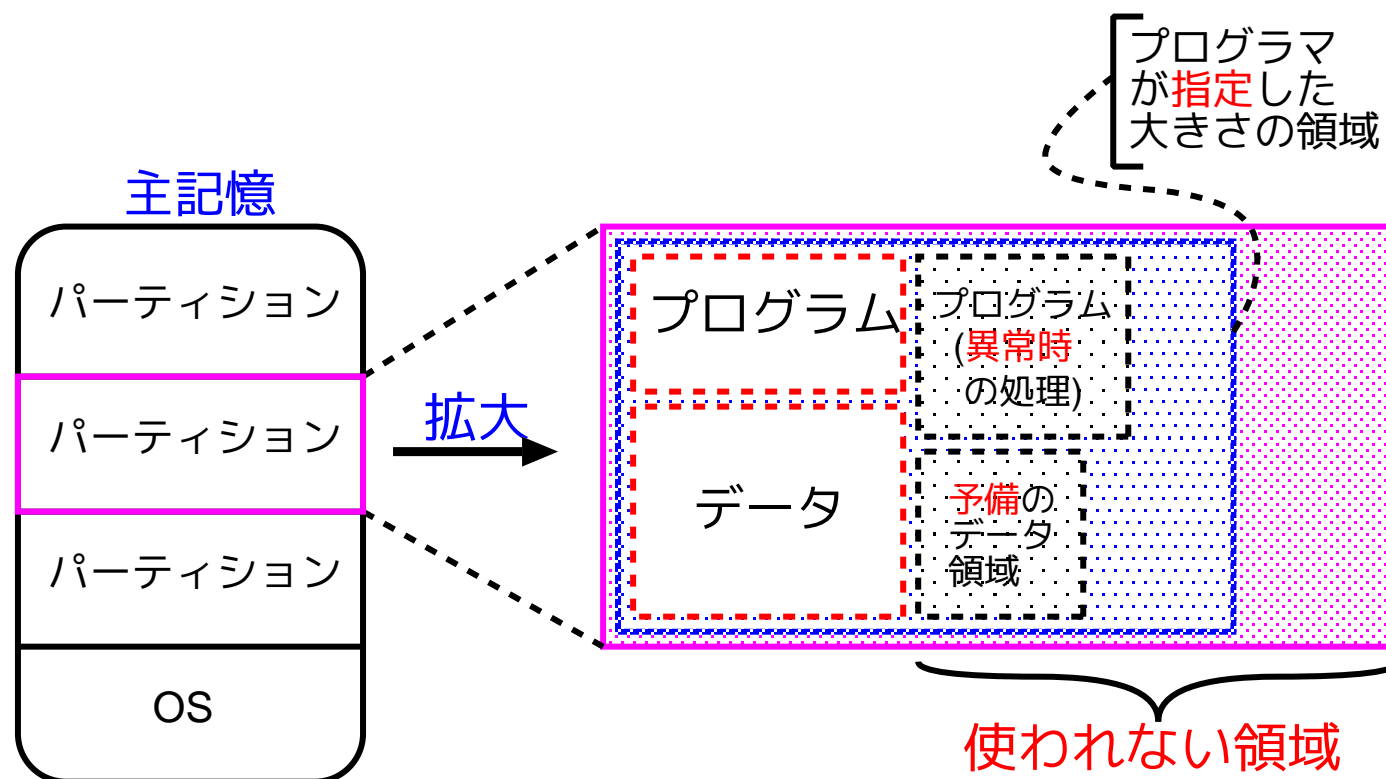 プログラマ
が指定した
大きさの領域
主記憶
パーティション
パーティション
パーティション
OS
拡大
プログラム
データ
プログラム
(異常時
の処理)
予備の
データ
領域
使われない領域